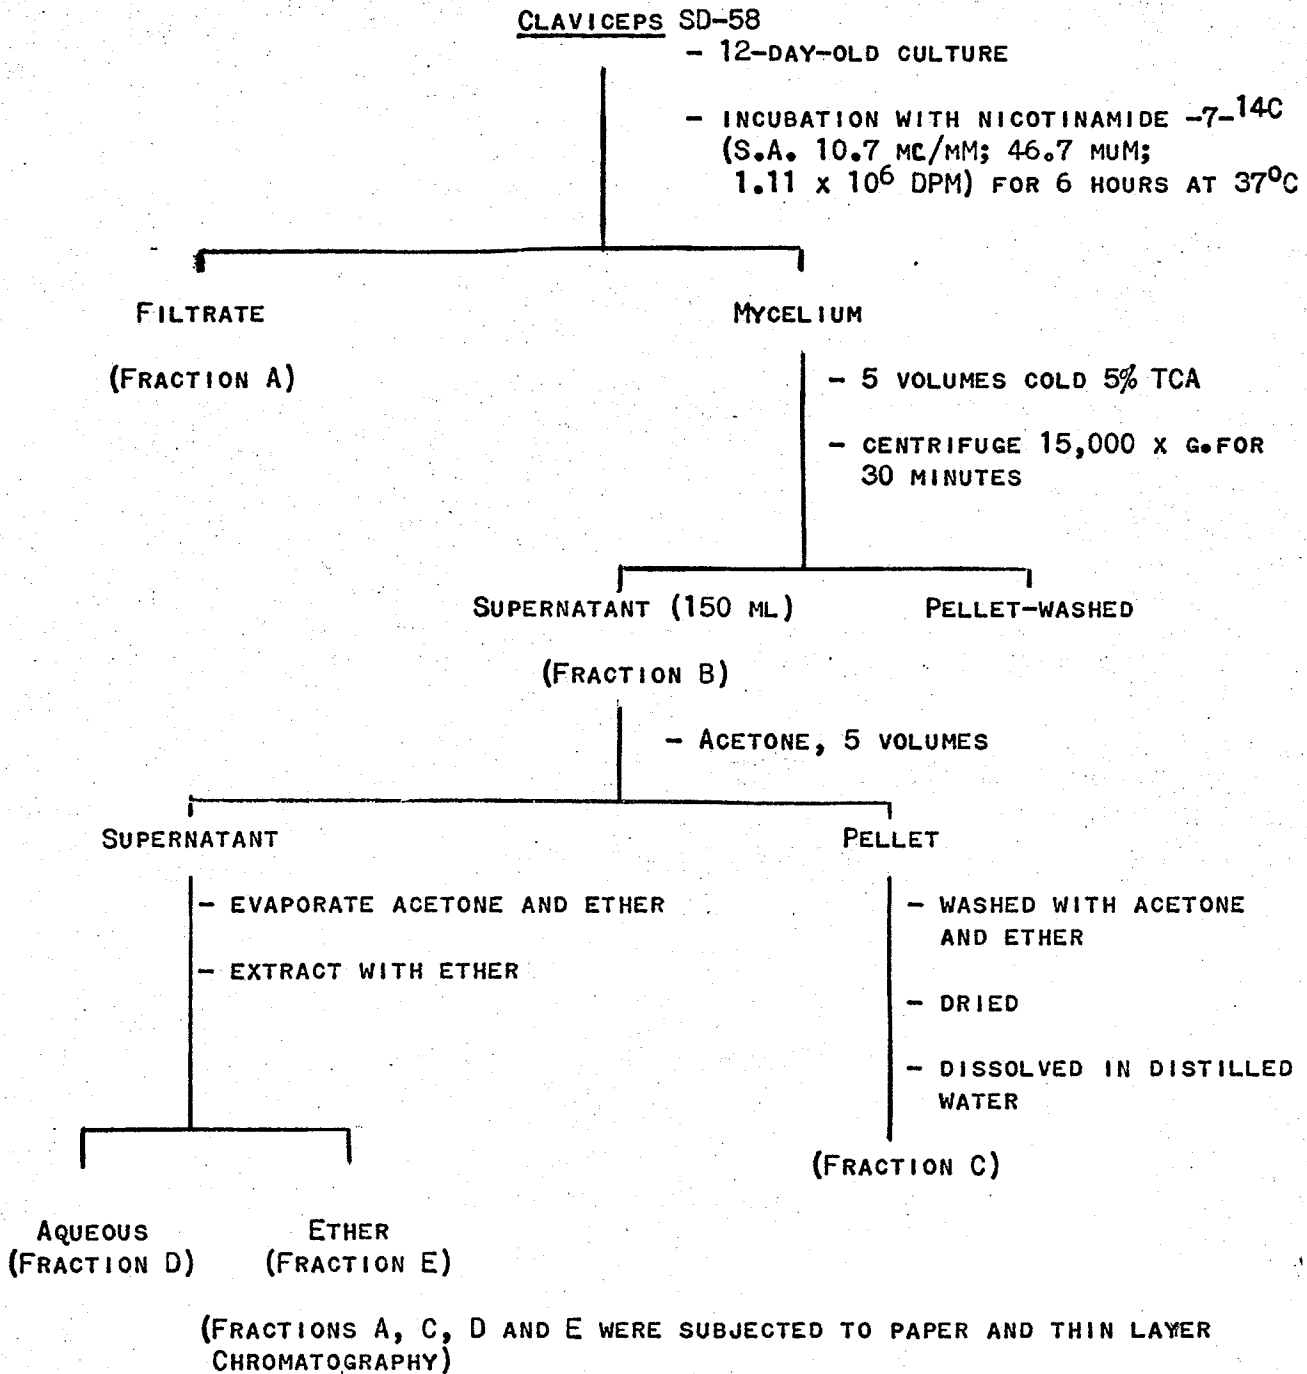 CLAVICEPS SD-58
- 12-DAY-OLD CULTURE
- INCUBATION WITH NICOTINAMIDE -7-14C
(S.A. 10.7 MC/MM; 46.7 MUM;
1.11 X 10⁶ DPM) FOR 6 HOURS AT 37⁰C
FILTRATE
MYCELIUM
(FRACTION A)
- 5 VOLUMES COLD 5% TCA
- CENTRIFUGE 15,000 X G.FOR
30 MINUTES
SUPERNATANT (150 ML)
PELLET-WASHED
(FRACTION B)
- ACETONE, 5 VOLUMES
SUPERNATANT
PELLET
- EVAPORATE ACETONE AND ETHER
- EXTRACT WITH ETHER
- WASHED WITH ACETONE
AND ETHER
- DRIED
- DISSOLVED IN DISTILLED
WATER
(FRACTION C)
AQUEOUS
(FRACTION D)
ETHER
(FRACTION E)
(FRACTIONS A, C, D AND E WERE SUBJECTED TO PAPER AND THIN LAYER
CHROMATOGRAPHY)